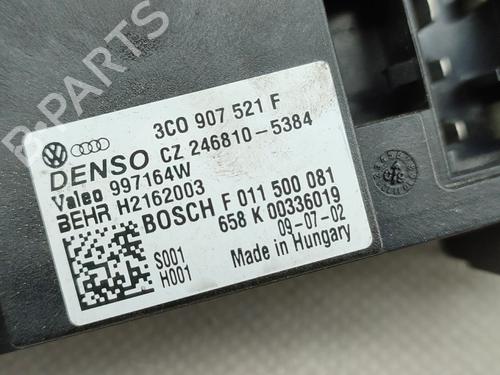 3C0 907 521 F
DENSO CZ 246810-5384
Valeo 997164W
BEHR H2162003
BOSCH F 011 500 081
658 K 00336019
09-07-02
S001
H001
Made in Hungary